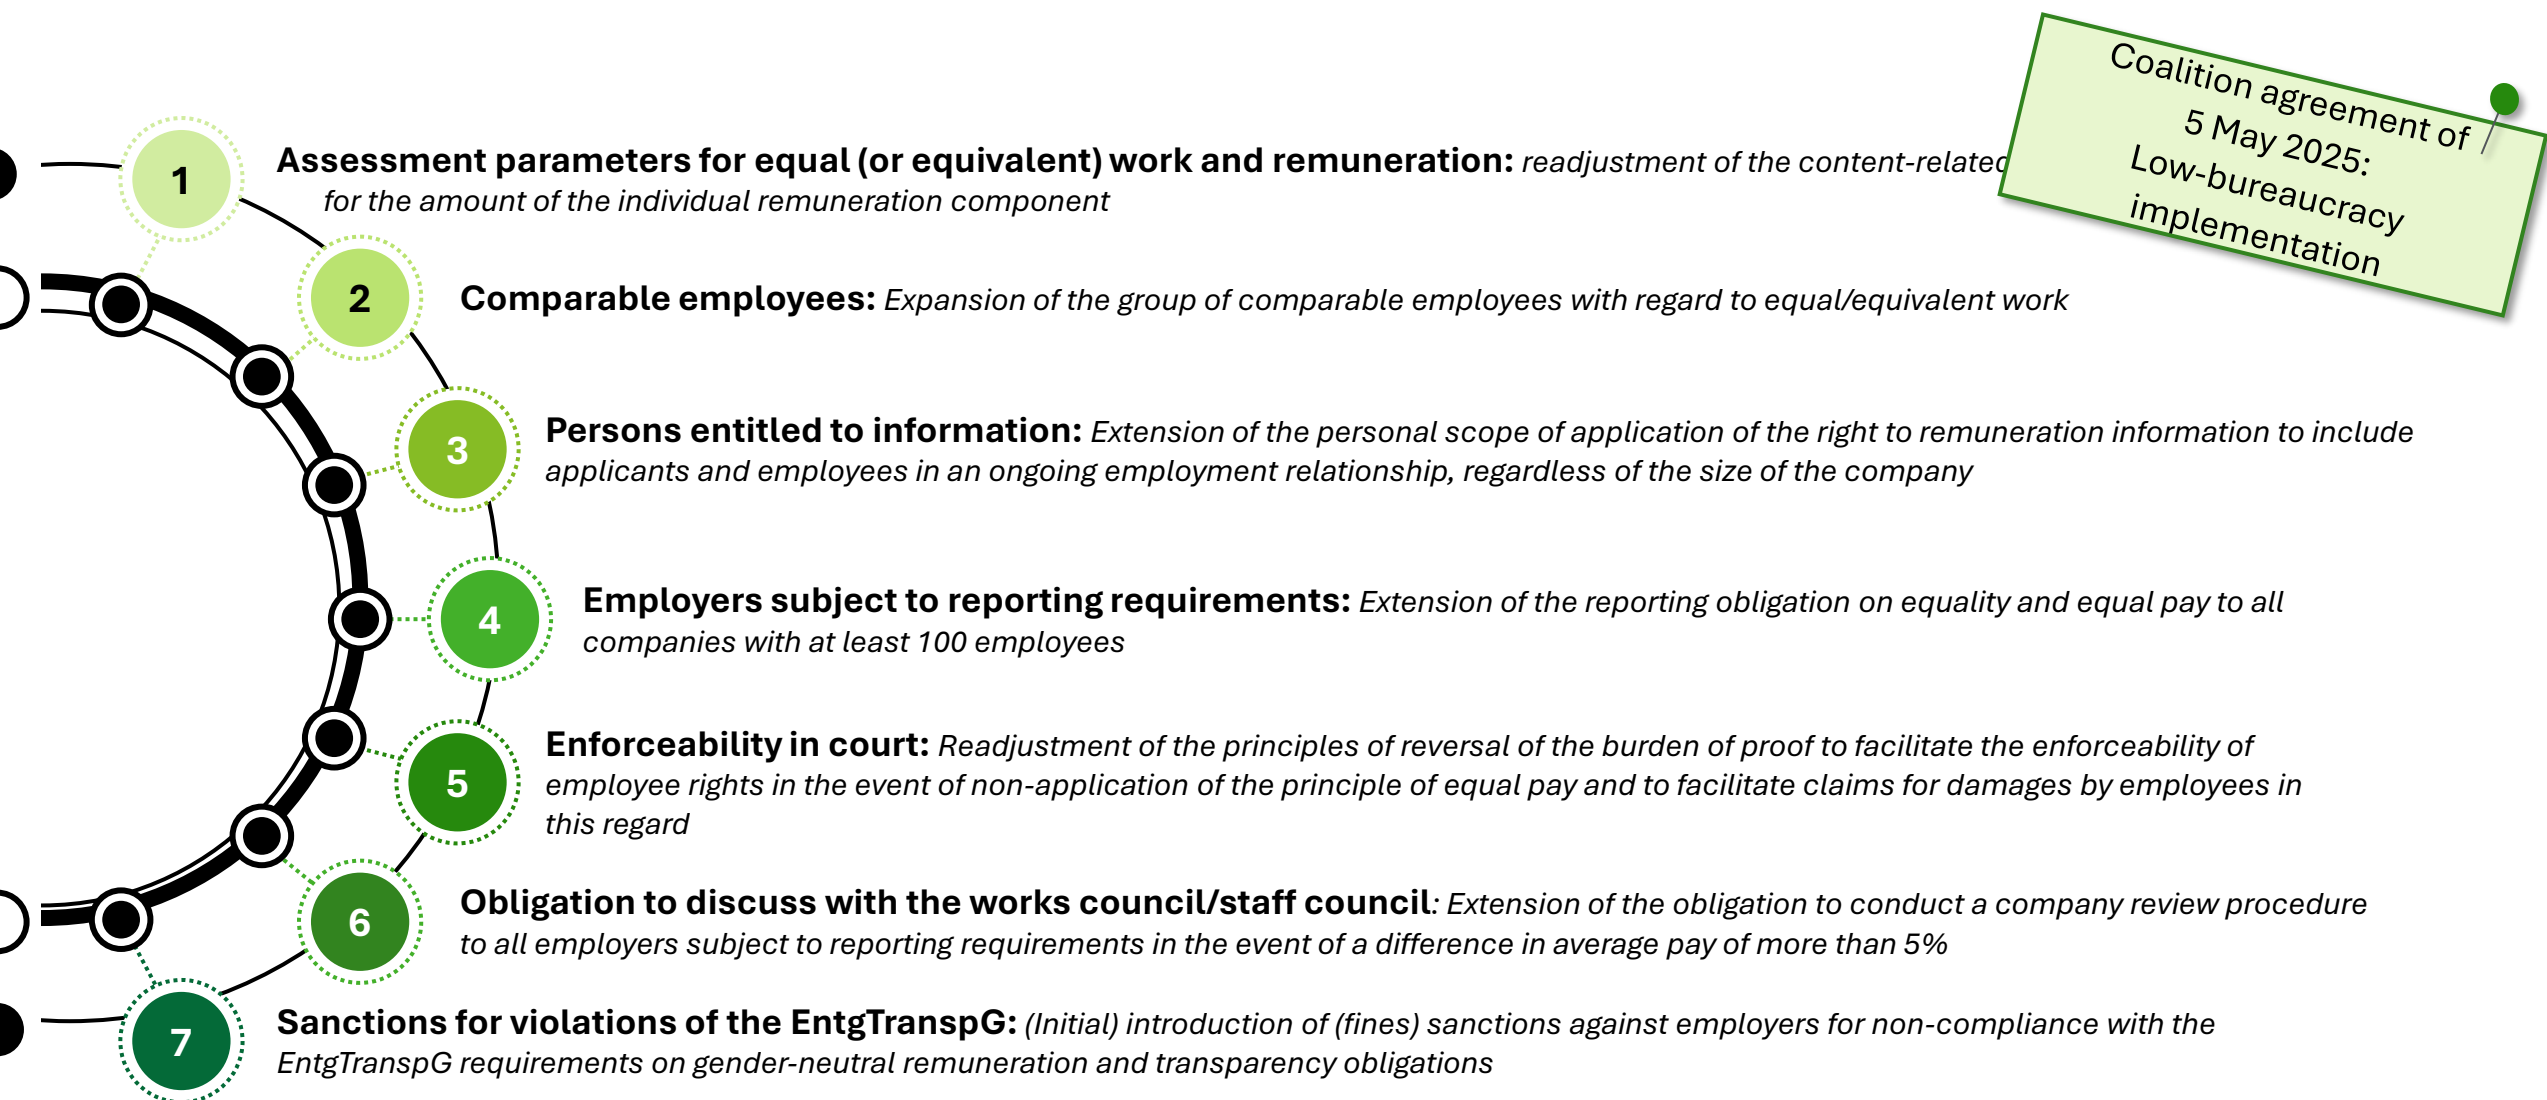 Coalition agreement of
5 May 2025:
Low-bureaucracy
implementation
1
Assessment parameters for equal (or equivalent) work and remuneration: readjustment of the content-related
for the amount of the individual remuneration component
2
Comparable employees: Expansion of the group of comparable employees with regard to equal/equivalent work
3
Persons entitled to information: Extension of the personal scope of application of the right to remuneration information to include
applicants and employees in an ongoing employment relationship, regardless of the size of the company
4
Employers subject to reporting requirements: Extension of the reporting obligation on equality and equal pay to all
companies with at least 100 employees
5
Enforceability in court: Readjustment of the principles of reversal of the burden of proof to facilitate the enforceability of
employee rights in the event of non-application of the principle of equal pay and to facilitate claims for damages by employees in
this regard
6
Obligation to discuss with the works council/staff council: Extension of the obligation to conduct a company review procedure
to all employers subject to reporting requirements in the event of a difference in average pay of more than 5%
7
Sanctions for violations of the EntgTranspG: (Initial) introduction of (fines) sanctions against employers for non-compliance with the
EntgTranspG requirements on gender-neutral remuneration and transparency obligations